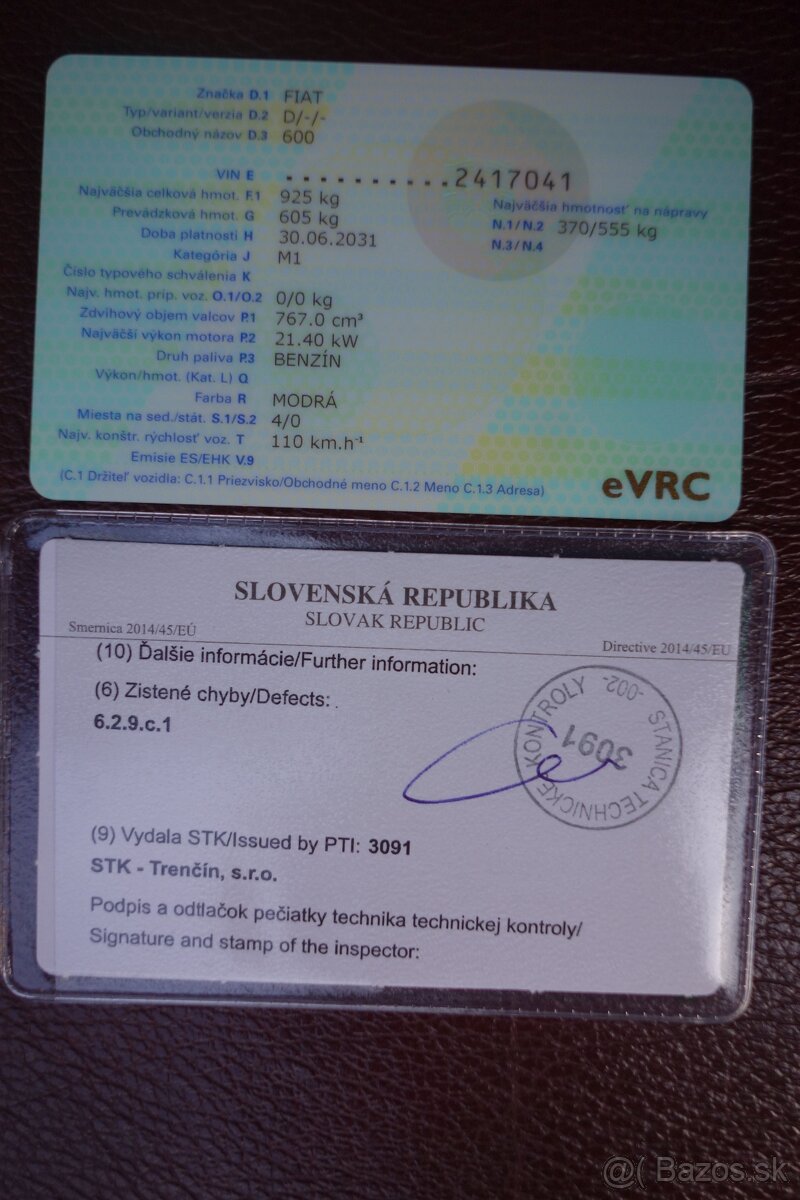 Značka D.1 FIAT
Typ/variant/verzia D.2 D/-/-
Obchodný názov D.3 600
VIN E ..........2417041
Najväčšia celková hmot. F.1 925 kg
Najväčšia hmotnosť na nápravy
Prevádzková hmot. G 605 kg
N.1/N.2 370/555 kg
Doba platnosti H 30.06.2031
N.3/N.4
Kategória J M1
Číslo typového schválenia K
Najv. hmot. príp. voz. O.1/O.2 0/0 kg
Zdvihový objem valcov P.1 767.0 cm³
Najväčší výkon motora P.2 21.40 kW
Druh paliva P.3 BENZÍN
Výkon/hmot. (Kat. L) Q
Farba R MODRÁ
Miesta na sed./stát. S.1/S.2 4/0
Najv. konštr. rýchlosť voz. T 110 km.h⁻¹
Emisie ES/EHK V.9
(C.1 Držiteľ vozidla: C.1.1 Priezvisko/Obchodné meno C.1.2 Meno C.1.3 Adresa)
eVRC
SLOVENSKÁ REPUBLIKA
SLOVAK REPUBLIC
Smernica 2014/45/EÚ
Directive 2014/45/EU
(10) Ďalšie informácie/Further information:
(6) Zistené chyby/Defects:
6.2.9.c.1
STANICA TECHNICKEJ KONTROLY -002-
3091
(9) Vydala STK/Issued by PTI: 3091
STK - Trenčín, s.r.o.
Podpis a odtlačok pečiatky technika technickej kontroly/
Signature and stamp of the inspector:
@( Bazos.sk